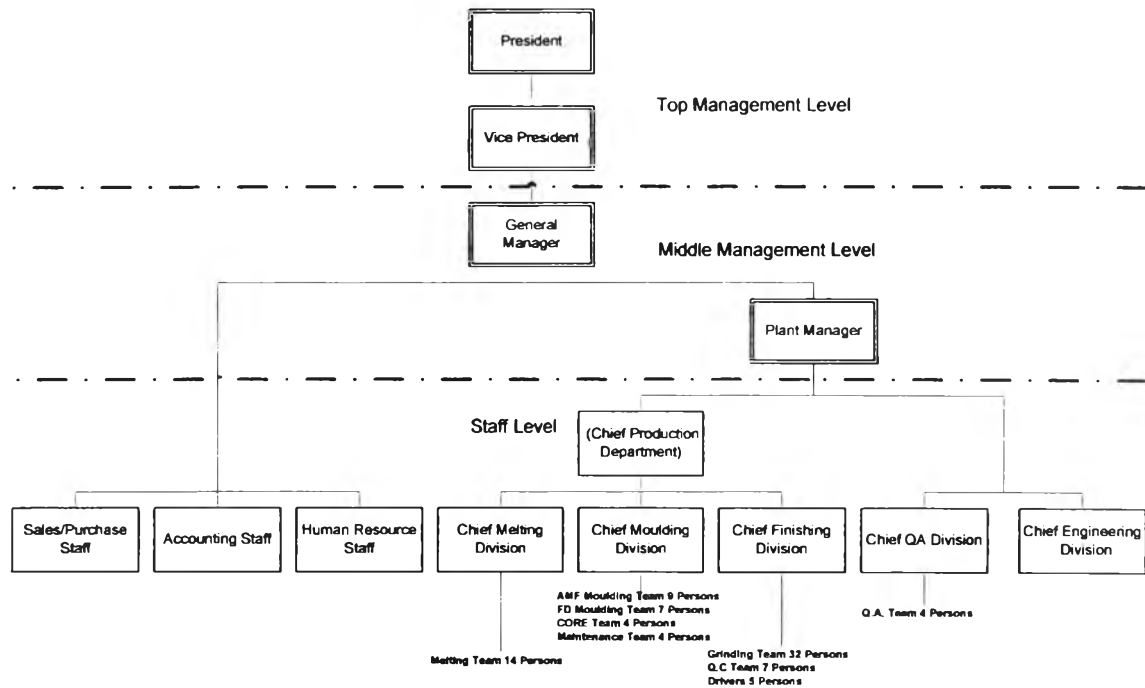 President
Top Management Level
Vice President
General
Manager
Middle Management Level
Plant Manager
Staff Level
(Chief Production
Department)
Sales/Purchase
Staff
Accounting Staff
Human Resource
Staff
Chief Melting
Division
Chief Moulding
Division
Chief Finishing
Division
Chief QA Division
Chief Engineering
Division
AMF Moulding Team 9 Persons
FD Moulding Team 7 Persons
CORE Team 4 Persons
Maintenance Team 4 Persons
Q.A. Team 4 Persons
Melting Team 14 Persons
Grinding Team 32 Persons
Q.C Team 7 Persons
Drivers 5 Persons